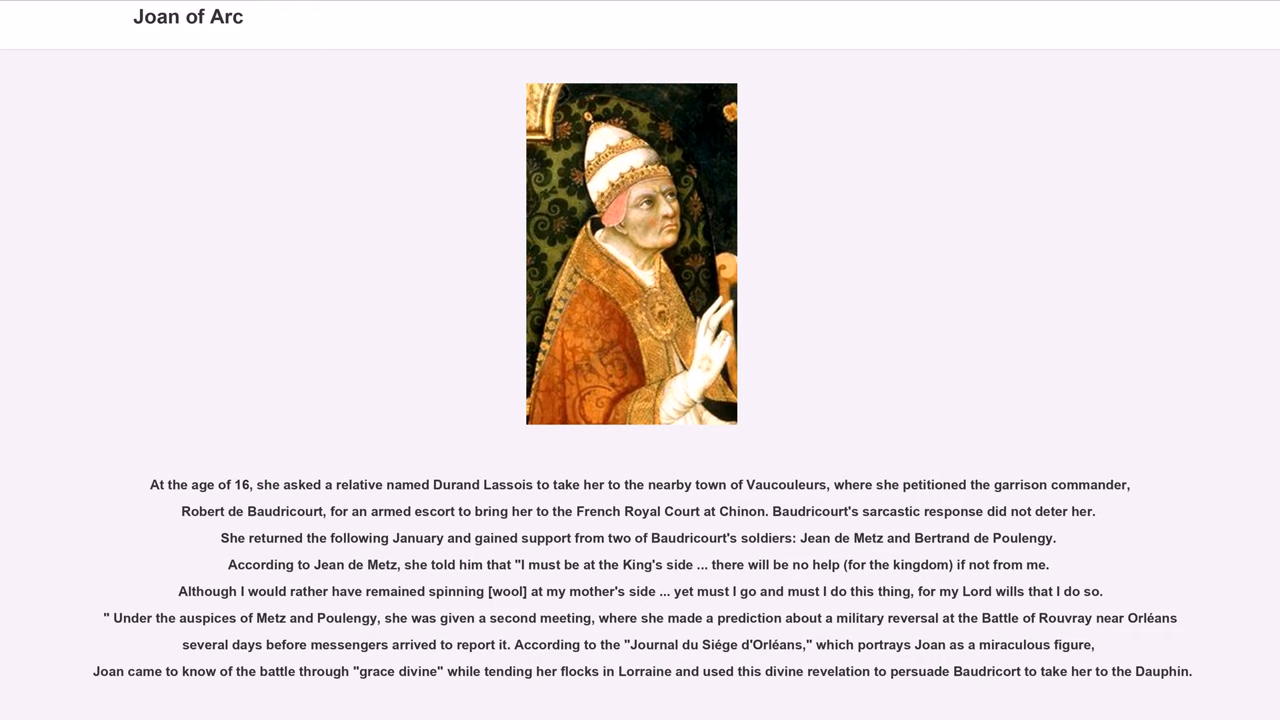 Joan of Arc
At the age of 16, she asked a relative named Durand Lassois to take her to the nearby town of Vaucouleurs, where she petitioned the garrison commander,
Robert de Baudricourt, for an armed escort to bring her to the French Royal Court at Chinon. Baudricourt's sarcastic response did not deter her.
She returned the following January and gained support from two of Baudricourt's soldiers: Jean de Metz and Bertrand de Poulengy.
According to Jean de Metz, she told him that "I must be at the King's side ... there will be no help (for the kingdom) if not from me.
Although I would rather have remained spinning [wool] at my mother's side ... yet must I go and must I do this thing, for my Lord wills that I do so.
" Under the auspices of Metz and Poulengy, she was given a second meeting, where she made a prediction about a military reversal at the Battle of Rouvray near Orléans
several days before messengers arrived to report it. According to the "Journal du Siége d'Orléans," which portrays Joan as a miraculous figure,
Joan came to know of the battle through "grace divine" while tending her flocks in Lorraine and used this divine revelation to persuade Baudricort to take her to the Dauphin.